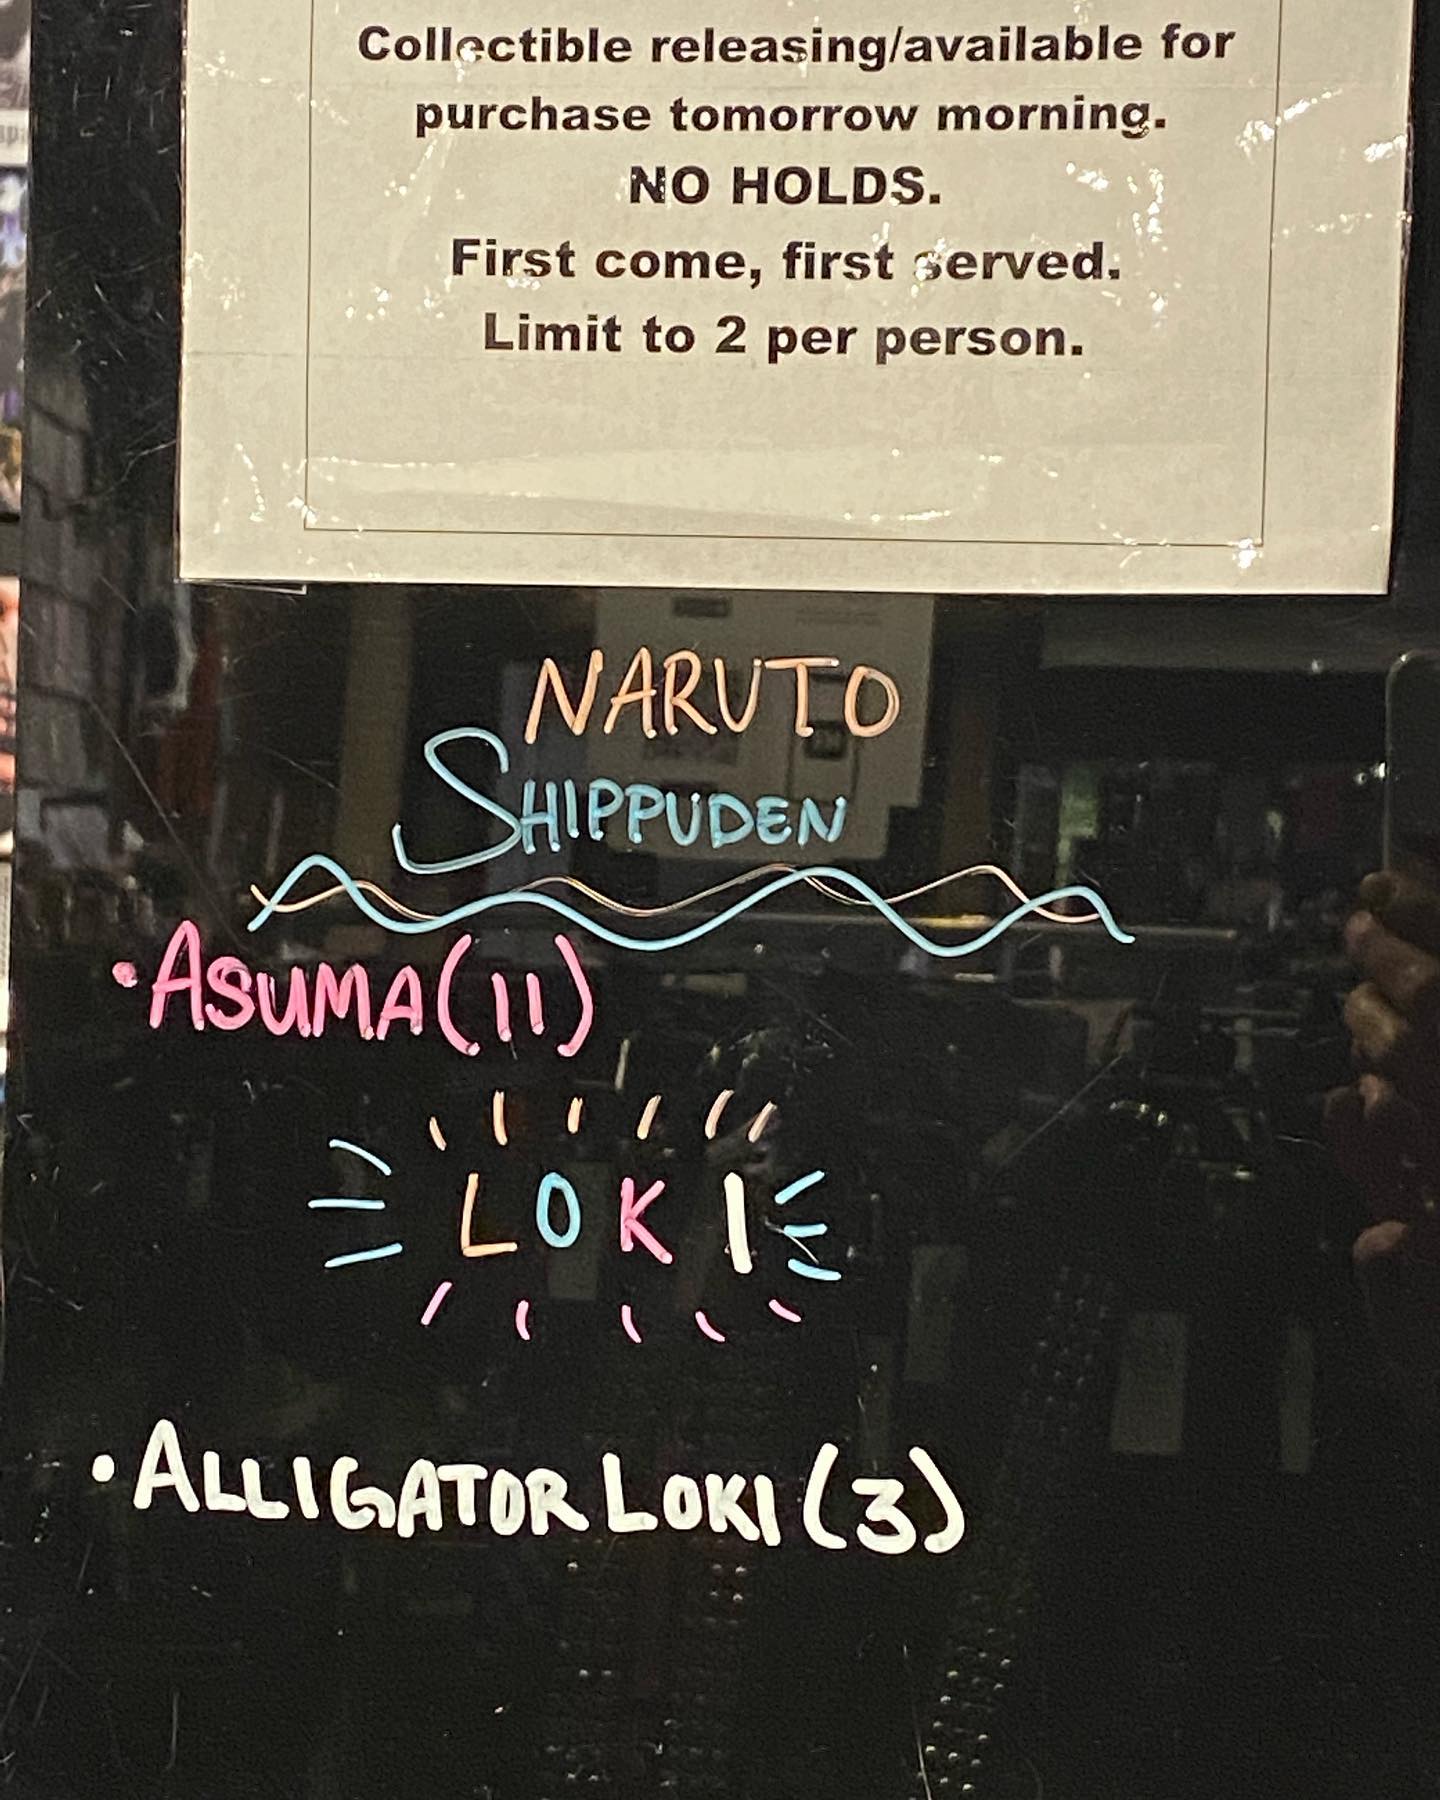 Collectible releasing/available for
purchase tomorrow morning.
NO HOLDS.
First come, first served.
Limit to 2 per person.
NARUTO
SHIPPUDEN
• ASUMA (11)
LOKI
• ALLIGATOR LOKI (3)